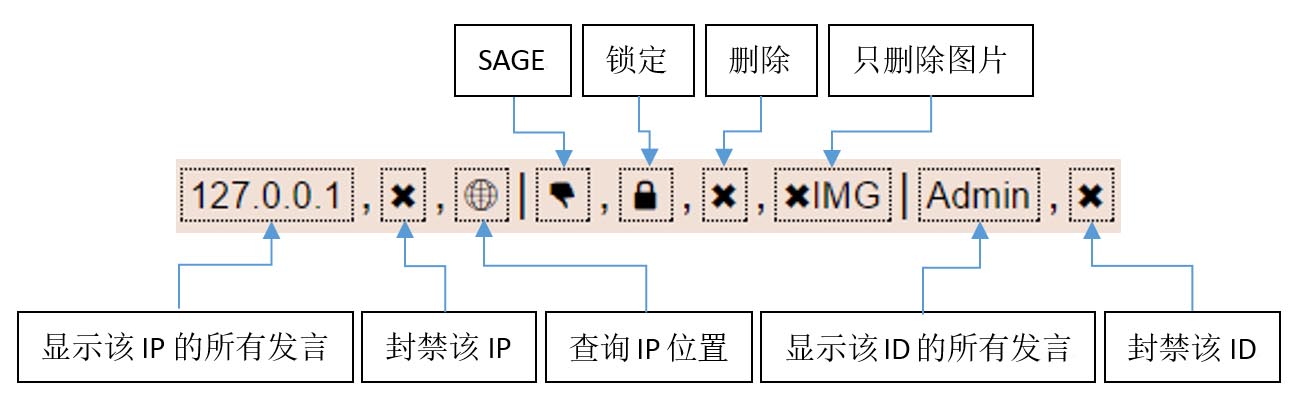 SAGE
锁定
删除
只删除图片
127.0.0.1 , ✖ , 🌐 | 👎 , 🔒 , ✖ , ✖IMG | Admin , ✖
显示该 IP 的所有发言
封禁该 IP
查询 IP 位置
显示该 ID 的所有发言
封禁该 ID